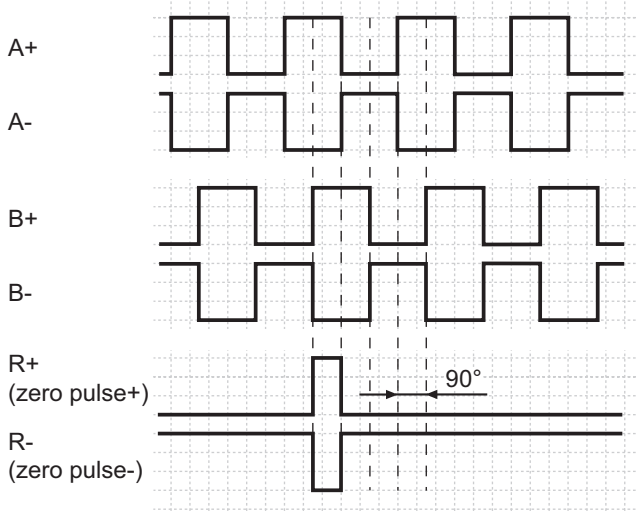 A+
A-
B+
B-
R+
(zero pulse+)
90°
R-
(zero pulse-)